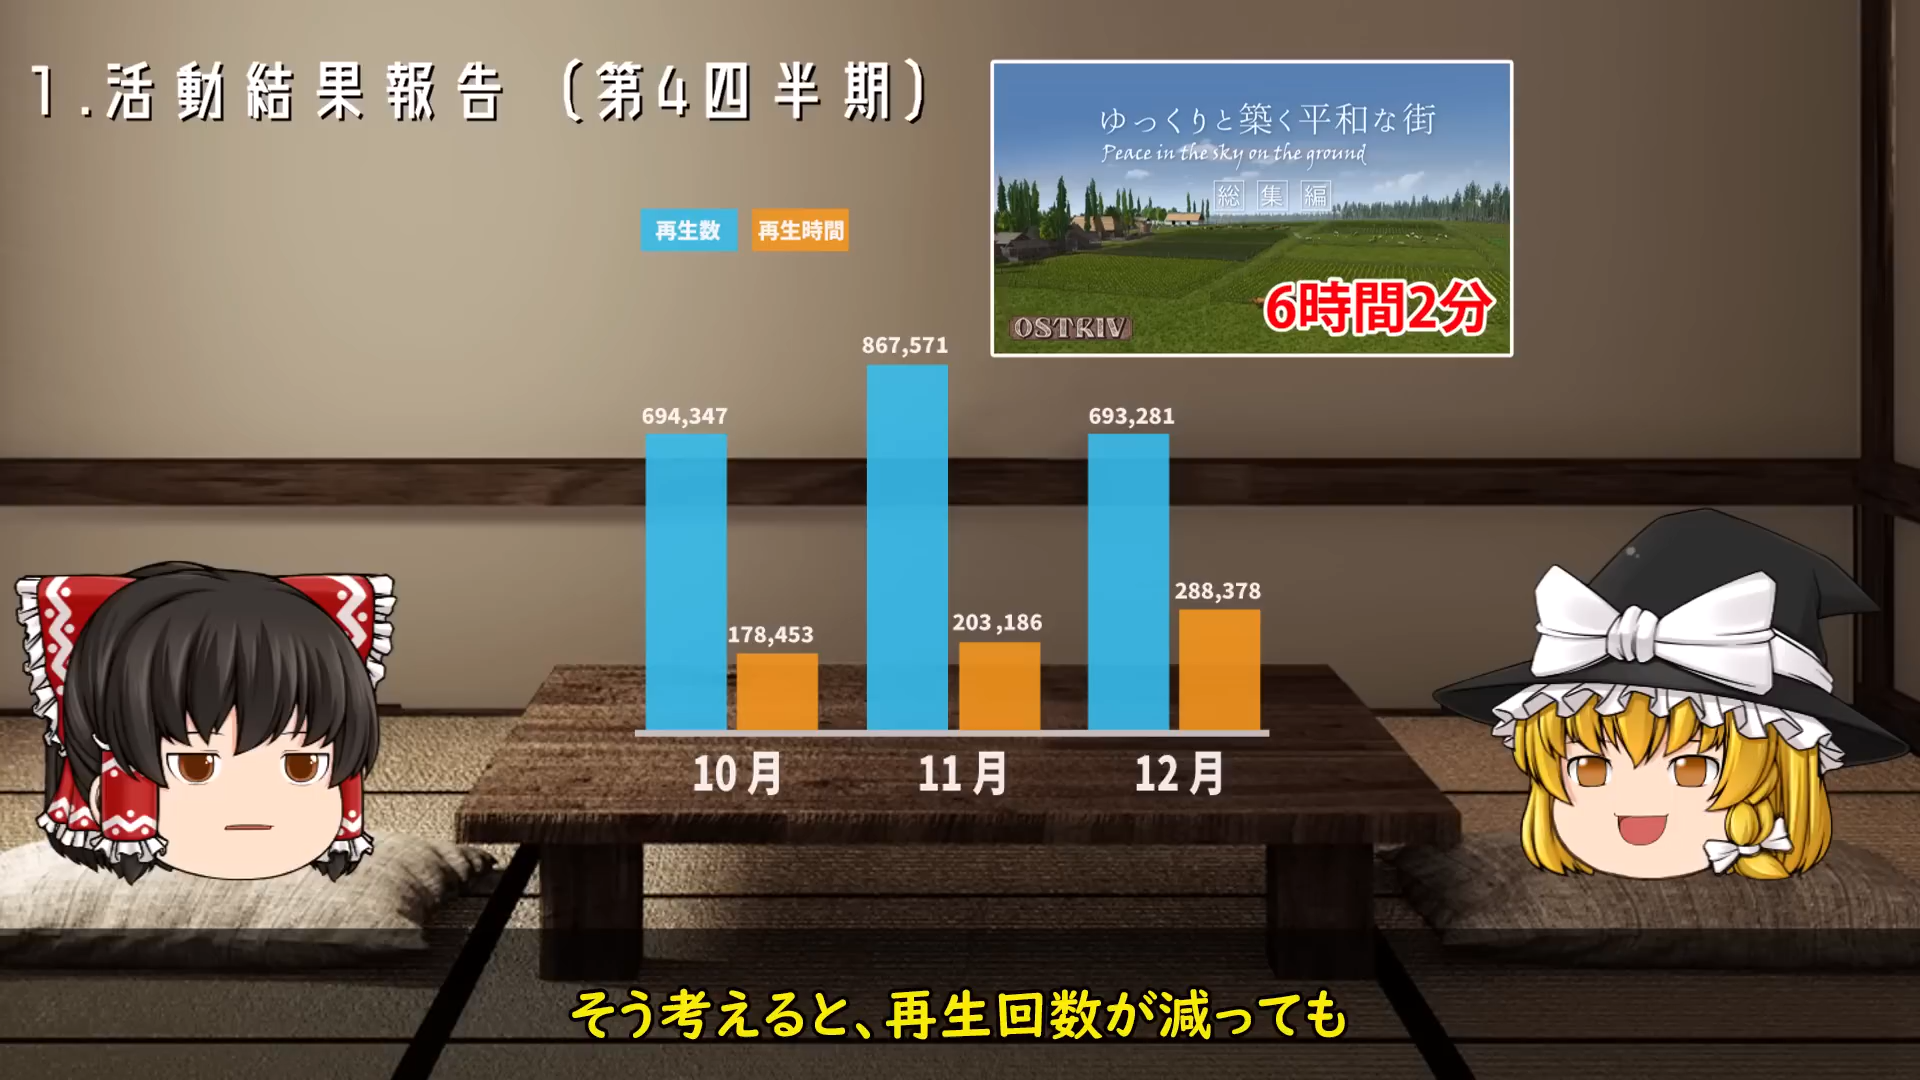 1.活動結果報告(第4四半期)
ゆっくりと築く平和な街
Peace in the sky on the ground
総集編
6時間2分
OSTRIV
再生数 再生時間
867,571
694,347
693,281
288,378
203,186
178,453
10月 11月 12月
そう考えると、再生回数が減っても